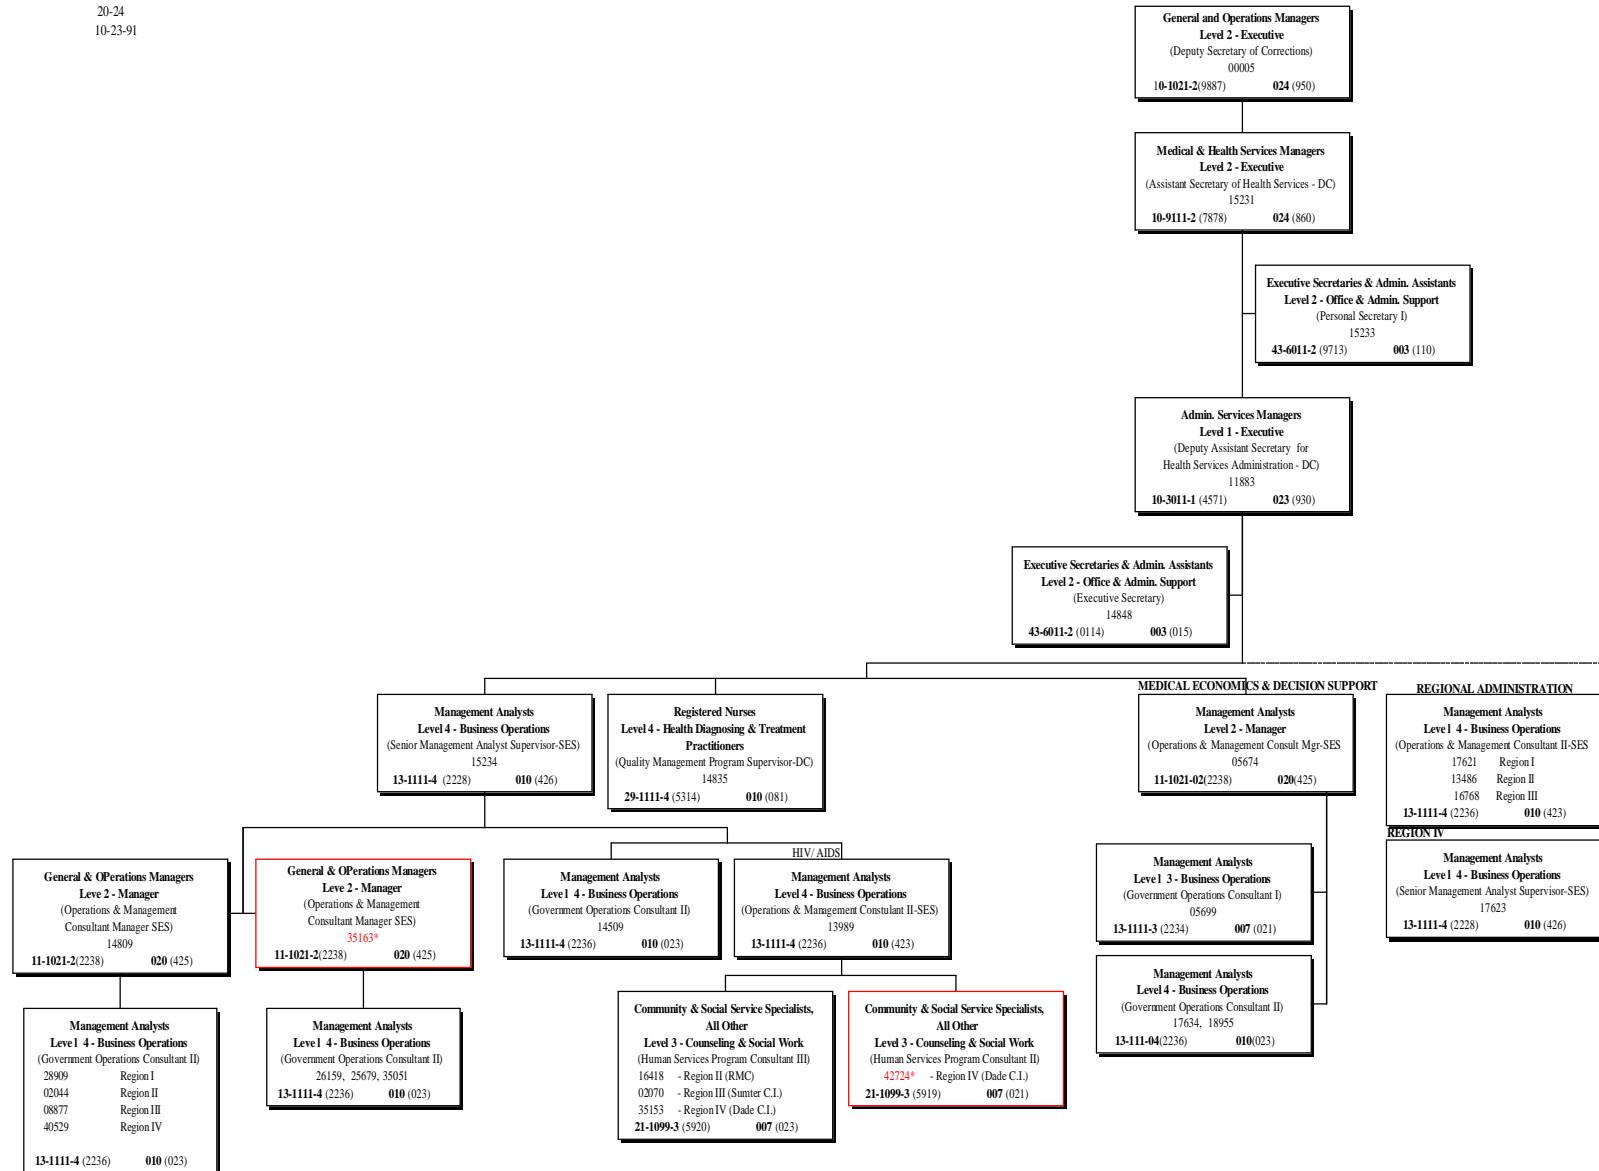 20-24
10-23-91
General and Operations Managers
Level 2 - Executive
(Deputy Secretary of Corrections)
00005
10-1021-2(9887) 024 (950)
Medical & Health Services Managers
Level 2 - Executive
(Assistant Secretary of Health Services - DC)
15231
10-9111-2 (7878) 024 (860)
Executive Secretaries & Admin. Assistants
Level 2 - Office & Admin. Support
(Personal Secretary I)
15233
43-6011-2 (9713) 003 (110)
Admin. Services Managers
Level 1 - Executive
(Deputy Assistant Secretary for
Health Services Administration - DC)
11883
10-3011-1 (4571) 023 (930)
Executive Secretaries & Admin. Assistants
Level 2 - Office & Admin. Support
(Executive Secretary)
14848
43-6011-2 (0114) 003 (015)
Management Analysts
Level 4 - Business Operations
(Senior Management Analyst Supervisor-SES)
15234
13-1111-4 (2228) 010 (426)
Registered Nurses
Level 4 - Health Diagnosing & Treatment
Practitioners
(Quality Management Program Supervisor-DC)
14835
29-1111-4 (5314) 010 (081)
MEDICAL ECONOMICS & DECISION SUPPORT
Management Analysts
Level 2 - Manager
(Operations & Management Consult Mgr-SES
05674
11-1021-02(2238) 020(425)
REGIONAL ADMINISTRATION
Management Analysts
Level 4 - Business Operations
(Operations & Management Consultant II-SES
17621 Region I
13486 Region II
16768 Region III
13-1111-4 (2236) 010 (423)
REGION IV
Management Analysts
Level 4 - Business Operations
(Senior Management Analyst Supervisor-SES)
17623
13-1111-4 (2228) 010 (426)
General & OPerations Managers
Leve 2 - Manager
(Operations & Management
Consultant Manager SES)
14809
11-1021-2(2238) 020 (425)
General & OPerations Managers
Leve 2 - Manager
(Operations & Management
Consultant Manager SES)
35163*
11-1021-2(2238) 020 (425)
Management Analysts
Level 4 - Business Operations
(Government Operations Consultant II)
14509
13-1111-4 (2236) 010 (023)
HIV/ AIDS
Management Analysts
Level 4 - Business Operations
(Operations & Management Constulant II-SES)
13989
13-1111-4 (2236) 010 (423)
Management Analysts
Level 3 - Business Operations
(Government Operations Consultant I)
05699
13-1111-3 (2234) 007 (021)
Management Analysts
Level 4 - Business Operations
(Government Operations Consultant II)
17634, 18955
13-111-04(2236) 010(023)
Management Analysts
Level 4 - Business Operations
(Government Operations Consultant II)
28909 Region I
02044 Region II
08877 Region III
40529 Region IV
13-1111-4 (2236) 010 (023)
Management Analysts
Level 4 - Business Operations
(Government Operations Consultant II)
26159, 25679, 35051
13-1111-4 (2236) 010 (023)
Community & Social Service Specialists,
All Other
Level 3 - Counseling & Social Work
(Human Services Program Consultant III)
16418 - Region II (RMC)
02070 - Region III (Sumter C.I.)
35153 - Region IV (Dade C.I.)
21-1099-3 (5920) 007 (023)
Community & Social Service Specialists,
All Other
Level 3 - Counseling & Social Work
(Human Services Program Consultant II)
42724* - Region IV (Dade C.I.)
21-1099-3 (5919) 007 (021)